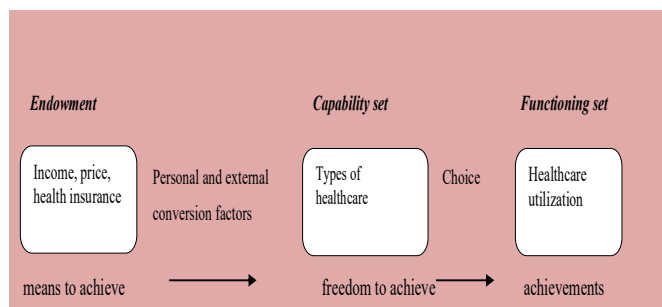 Endowment
Capability set
Functioning set
Income, price,
health insurance
Personal and external
conversion factors
Types of
healthcare
Choice
Healthcare
utilization
means to achieve
freedom to achieve
achievements